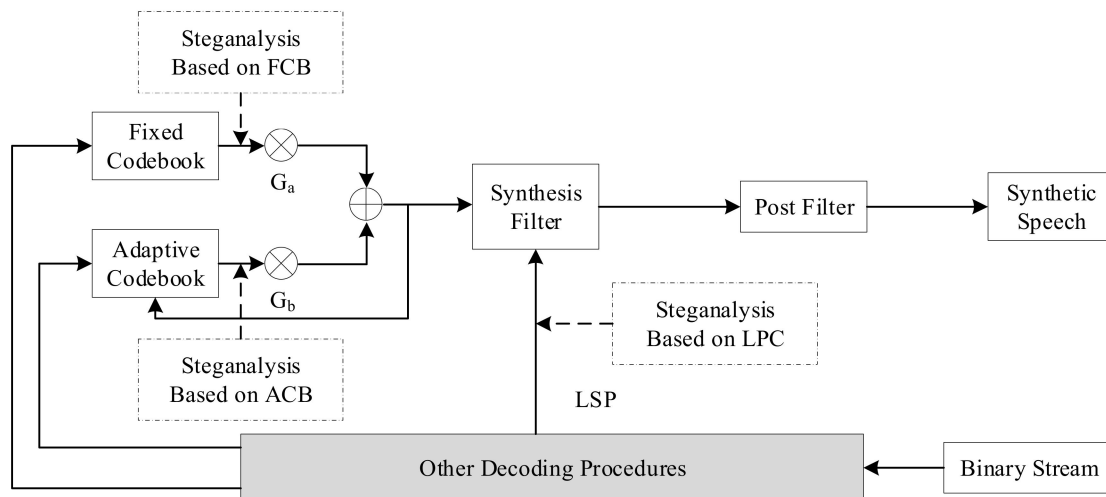 Steganalysis
Based on FCB
Fixed
Codebook
Ga
Adaptive
Codebook
Gb
Synthesis
Filter
Post Filter
Synthetic
Speech
Steganalysis
Based on LPC
Steganalysis
Based on ACB
LSP
Other Decoding Procedures
Binary Stream